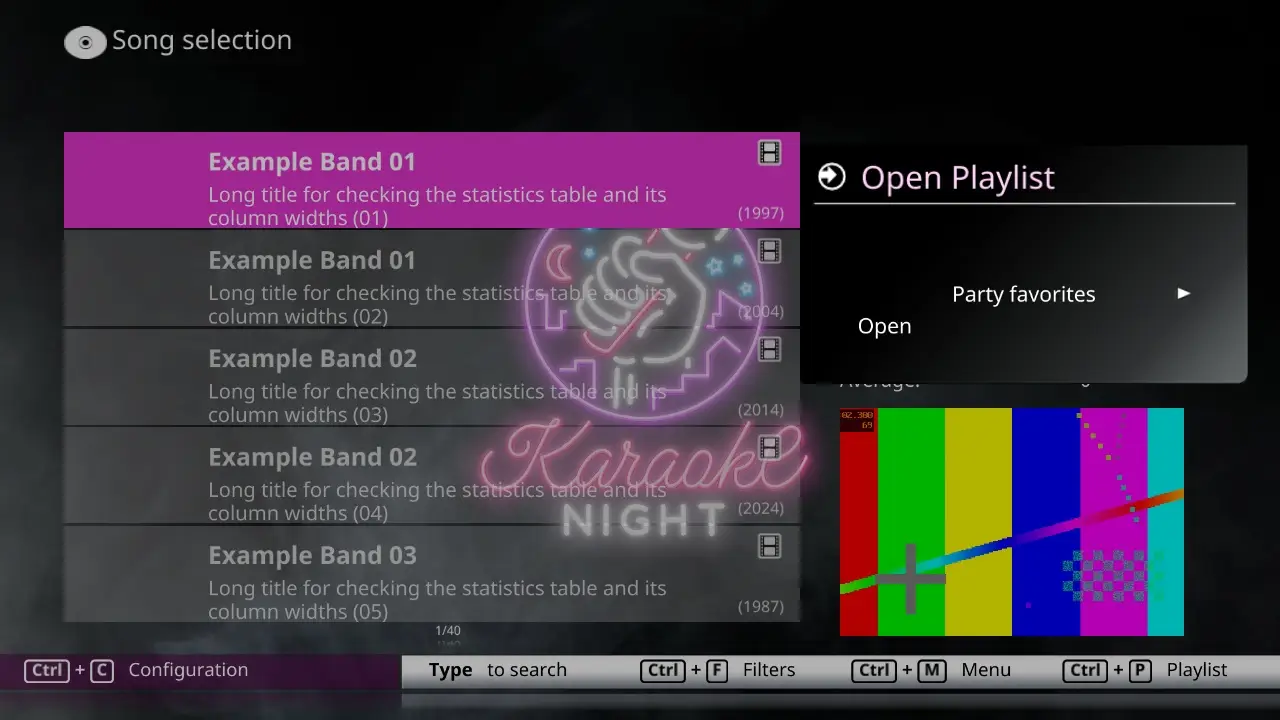 Song selection
Example Band 01
Long title for checking the statistics table and its
column widths (01)
(1997)
Example Band 01
Long title for checking the statistics table and its
column widths (02)
(2004)
Example Band 02
Long title for checking the statistics table and its
column widths (03)
(2014)
Example Band 02
Long title for checking the statistics table and its
column widths (04)
(2024)
Example Band 03
Long title for checking the statistics table and its
column widths (05)
(1987)
1/40
Karaoke
NIGHT
Open Playlist
Party favorites
Open
Average:
02.380
69
Ctrl + C Configuration
Type to search
Ctrl + F Filters
Ctrl + M Menu
Ctrl + P Playlist